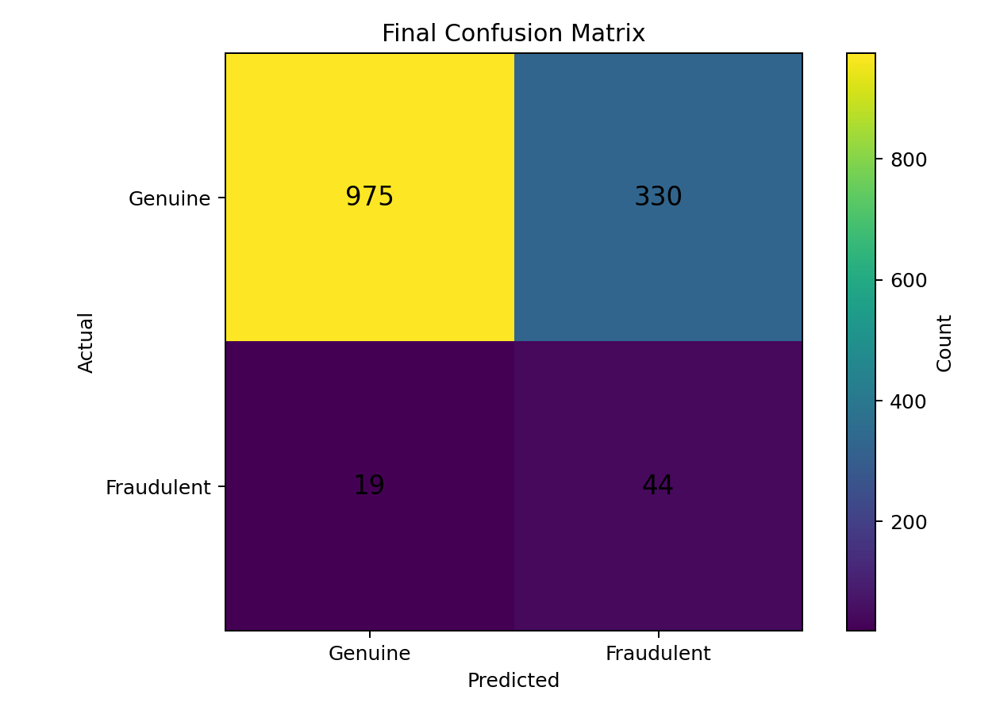 Final Confusion Matrix
Genuine
975
330
800
600
Actual
Count
400
Fraudulent
19
44
200
Genuine
Fraudulent
Predicted